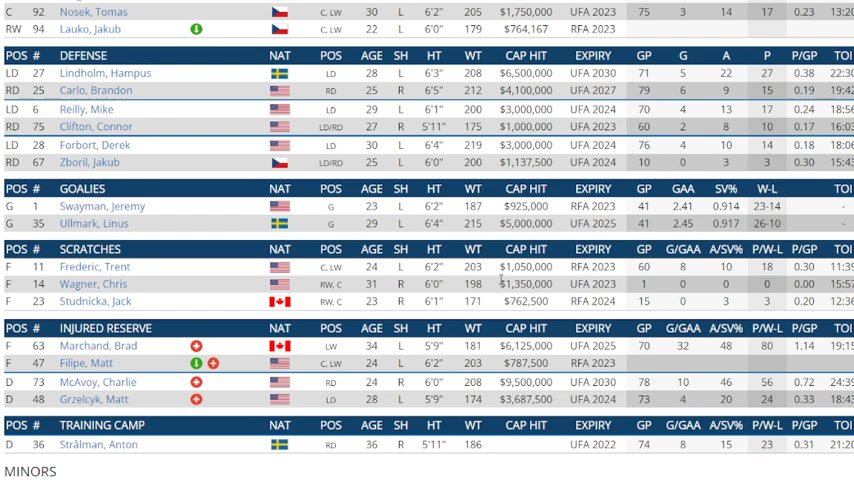 C 92 Nosek, Tomas C, LW 30 L 6'2" 205 $1,750,000 UFA 2023 75 3 14 17 0.23 13:20
RW 94 Lauko, Jakub C, LW 22 L 6'0" 179 $764,167 RFA 2023
POS # DEFENSE NAT POS AGE SH HT WT CAP HIT EXPIRY GP G A P P/GP TOI
LD 27 Lindholm, Hampus LD 28 L 6'3" 208 $6,500,000 UFA 2030 71 5 22 27 0.38 22:30
RD 25 Carlo, Brandon RD 25 R 6'5" 212 $4,100,000 UFA 2027 79 6 9 15 0.19 19:42
LD 6 Reilly, Mike LD 29 L 6'1" 200 $3,000,000 UFA 2024 70 4 13 17 0.24 18:56
RD 75 Clifton, Connor LD/RD 27 R 5'11" 175 $1,000,000 UFA 2023 60 2 8 10 0.17 16:03
LD 28 Forbort, Derek LD 30 L 6'4" 219 $3,000,000 UFA 2024 76 4 10 14 0.18 18:06
RD 67 Zboril, Jakub LD/RD 25 L 6'0" 200 $1,137,500 UFA 2024 10 0 3 3 0.30 15:43
POS # GOALIES NAT POS AGE SH HT WT CAP HIT EXPIRY GP GAA SV% W-L TOI
G 1 Swayman, Jeremy G 23 L 6'2" 187 $925,000 RFA 2023 41 2.41 0.914 23-14 -
G 35 Ullmark, Linus G 29 L 6'4" 215 $5,000,000 UFA 2025 41 2.45 0.917 26-10 -
POS # SCRATCHES NAT POS AGE SH HT WT CAP HIT EXPIRY GP G/GAA A/SV% P/W-L P/GP TOI
F 11 Frederic, Trent C, LW 24 L 6'2" 203 $1,050,000 RFA 2023 60 8 10 18 0.30 11:39
F 14 Wagner, Chris RW, C 31 R 6'0" 198 $1,350,000 UFA 2023 1 0 0 0 0.00 15:57
F 23 Studnicka, Jack RW, C 23 R 6'1" 171 $762,500 RFA 2024 15 0 3 3 0.20 12:36
POS # INJURED RESERVE NAT POS AGE SH HT WT CAP HIT EXPIRY GP G/GAA A/SV% P/W-L P/GP TOI
F 63 Marchand, Brad LW 34 L 5'9" 181 $6,125,000 UFA 2025 70 32 48 80 1.14 19:15
F 47 Filipe, Matt C, LW 24 L 6'2" 203 $787,500 RFA 2023
D 73 McAvoy, Charlie RD 24 R 6'0" 208 $9,500,000 UFA 2030 78 10 46 56 0.72 24:39
D 48 Grzelcyk, Matt LD 28 L 5'9" 174 $3,687,500 UFA 2024 73 4 20 24 0.33 18:43
POS # TRAINING CAMP NAT POS AGE SH HT WT CAP HIT EXPIRY GP G/GAA A/SV% P/W-L P/GP TOI
D 36 Strålman, Anton RD 36 R 5'11" 186 UFA 2022 74 8 15 23 0.31 21:20
MINORS